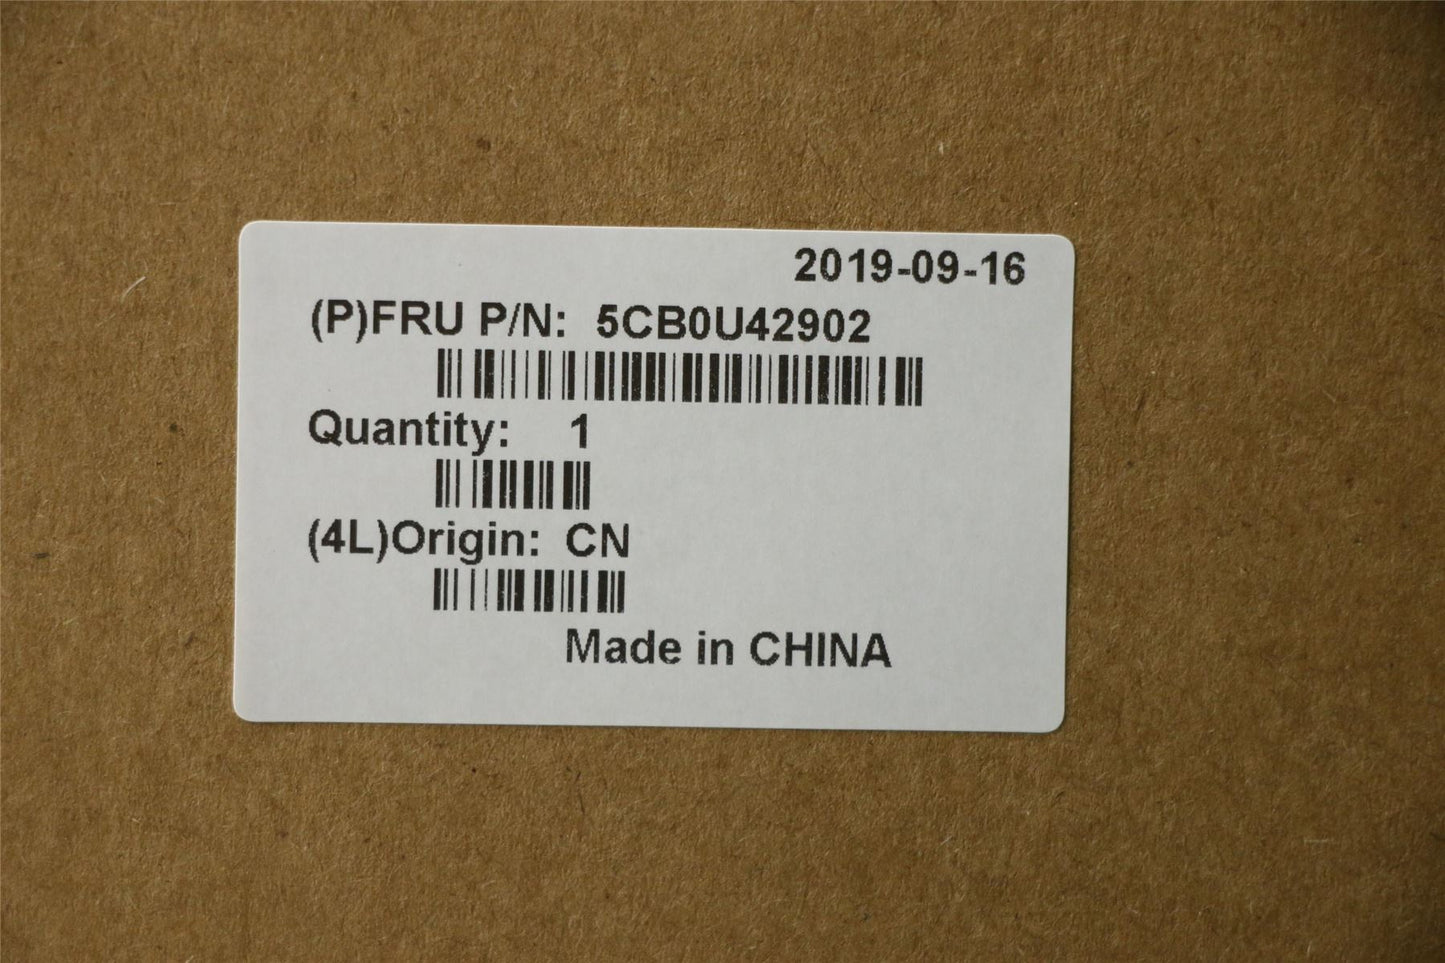 2019-09-16
(P)FRU P/N: 5CB0U42902
Quantity: 1
(4L)Origin: CN
Made in CHINA